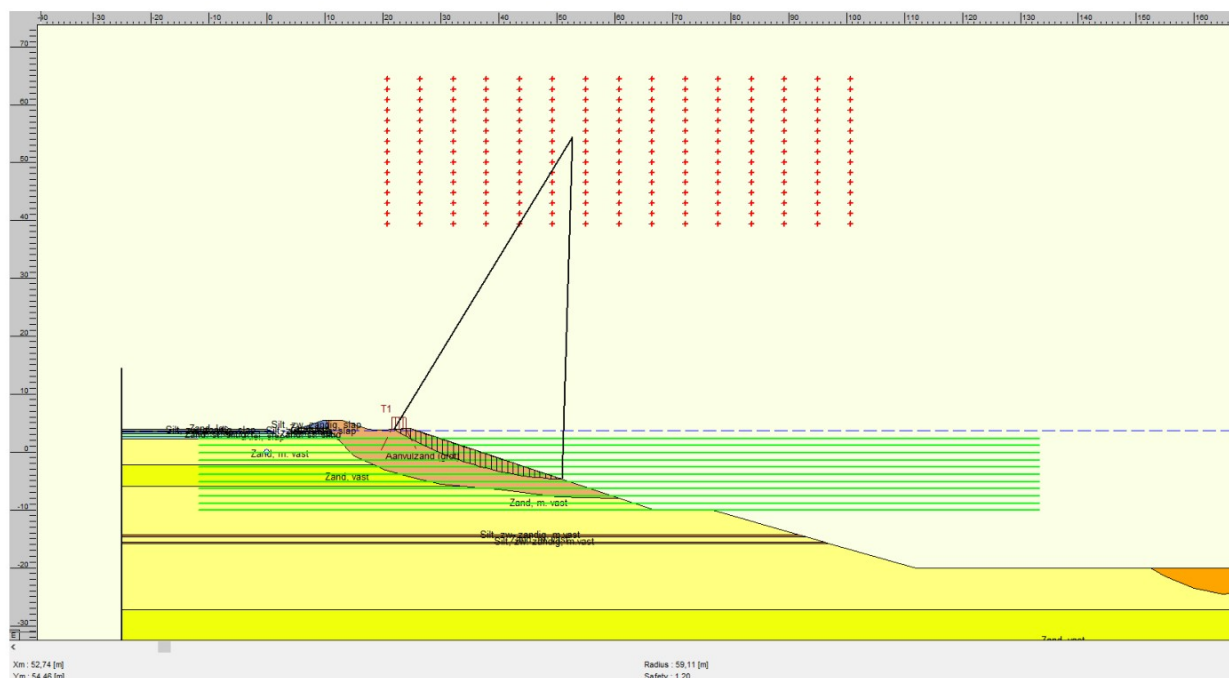 -30 -20 -10 0 10 20 30 40 50 60 70 80 90 100 110 120 130 140 150 160
70
60
50
40
30
20
10
T1
Silt, zw. zandig, slap
0
Aanvulzand (grof)
Zand, m. vast
Zand, vast
Zand, m. vast
-10
Silt, zw. zandig, m.vast
Silt, zw. zandig, m.vast
-20
-30
Zand, vast
E
<
Xm : 52,74 [m]
Radius : 59,11 [m]
Ym : 54,46 [m]
Safety : 1,20